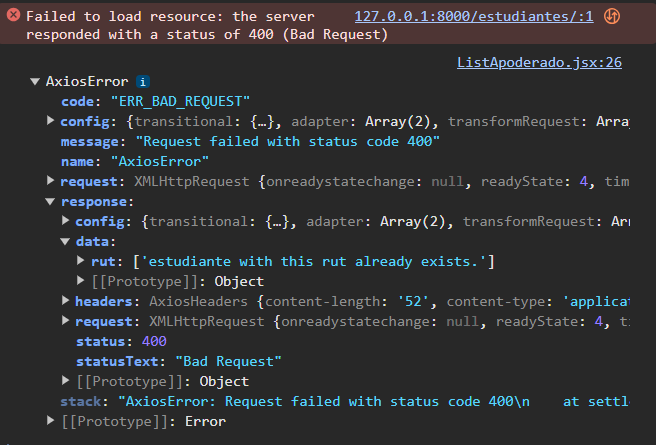 Failed to load resource: the server 127.0.0.1:8000/estudiantes/:1
responded with a status of 400 (Bad Request)
ListApoderado.jsx:26
AxiosError i
code: "ERR_BAD_REQUEST"
config: {transitional: {…}, adapter: Array(2), transformRequest: Arra
message: "Request failed with status code 400"
name: "AxiosError"
request: XMLHttpRequest {onreadystatechange: null, readyState: 4, tim
response:
config: {transitional: {…}, adapter: Array(2), transformRequest: Arr
data:
rut: ['estudiante with this rut already exists.']
[[Prototype]]: Object
headers: AxiosHeaders {content-length: '52', content-type: 'applicat
request: XMLHttpRequest {onreadystatechange: null, readyState: 4, ti
status: 400
statusText: "Bad Request"
[[Prototype]]: Object
stack: "AxiosError: Request failed with status code 400\n    at settl
[[Prototype]]: Error